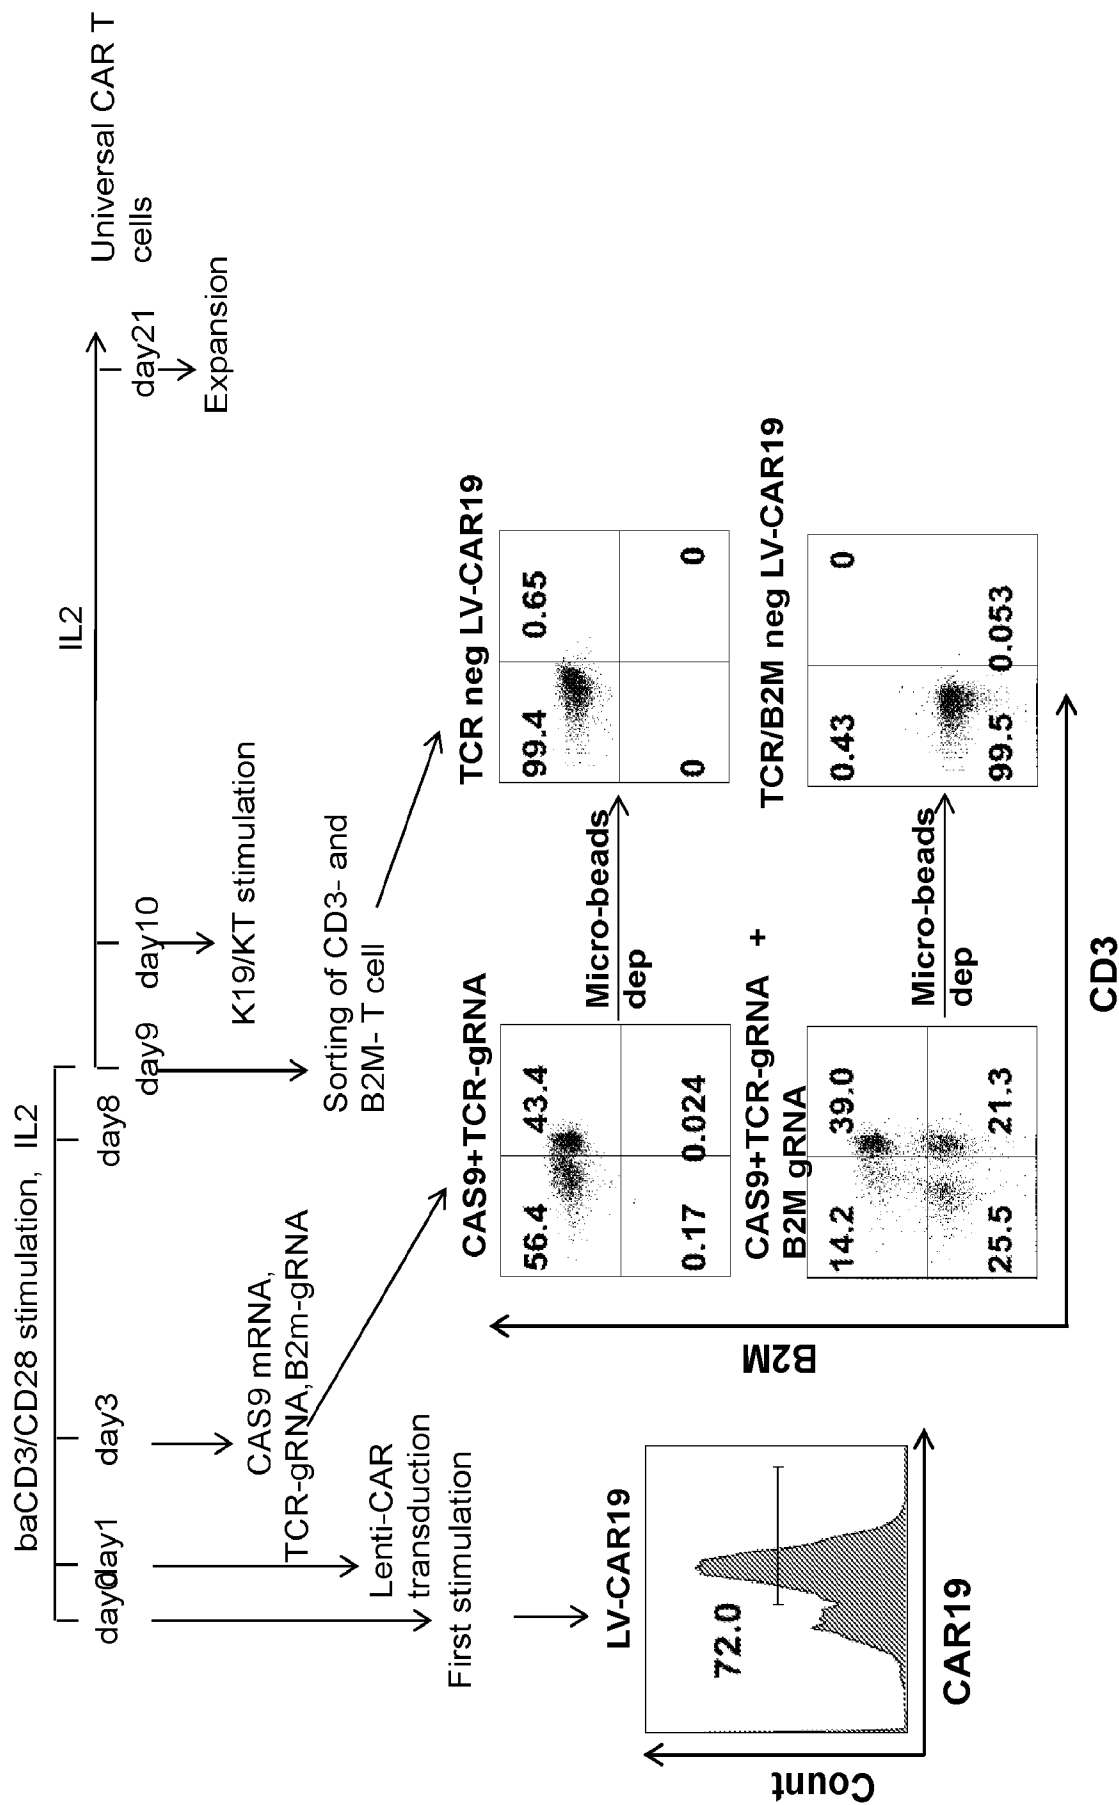 baCD3/CD28 stimulation, IL2
IL2
day0
day1
day3
day8
day9
day10
day21
Universal CAR T
cells
CAS9 mRNA,
TCR-gRNA,B2m-gRNA
K19/KT stimulation
Expansion
Lenti-CAR
transduction
First stimulation
Sorting of CD3- and
B2M- T cell
LV-CAR19
72.0
Count
CAR19
CAS9+TCR-gRNA
56.4
43.4
0.17
0.024
Micro-beads
dep
TCR neg LV-CAR19
99.4
0.65
0
0
CAS9+TCR-gRNA +
B2M gRNA
14.2
39.0
25.5
21.3
Micro-beads
dep
TCR/B2M neg LV-CAR19
0.43
0
99.5
0.053
B2M
CD3